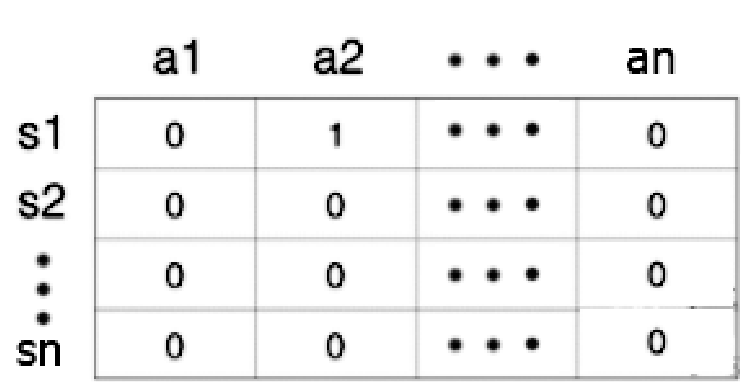 a1 a2 • • • an
s1 0 1 • • • 0
s2 0 0 • • • 0
• • • 0 0 • • • 0
sn 0 0 • • • 0